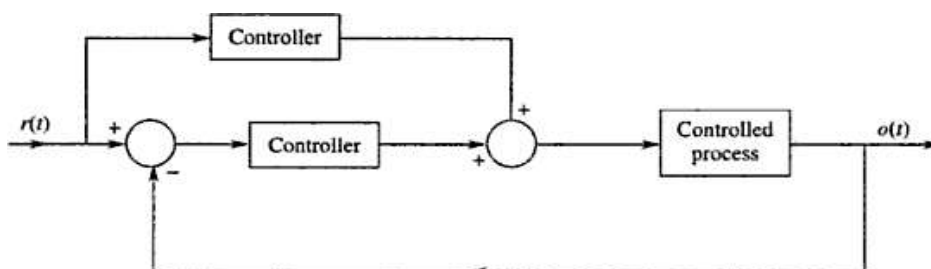 Controller
r(t)
+
+
−
Controller
+
Controlled
process
o(t)